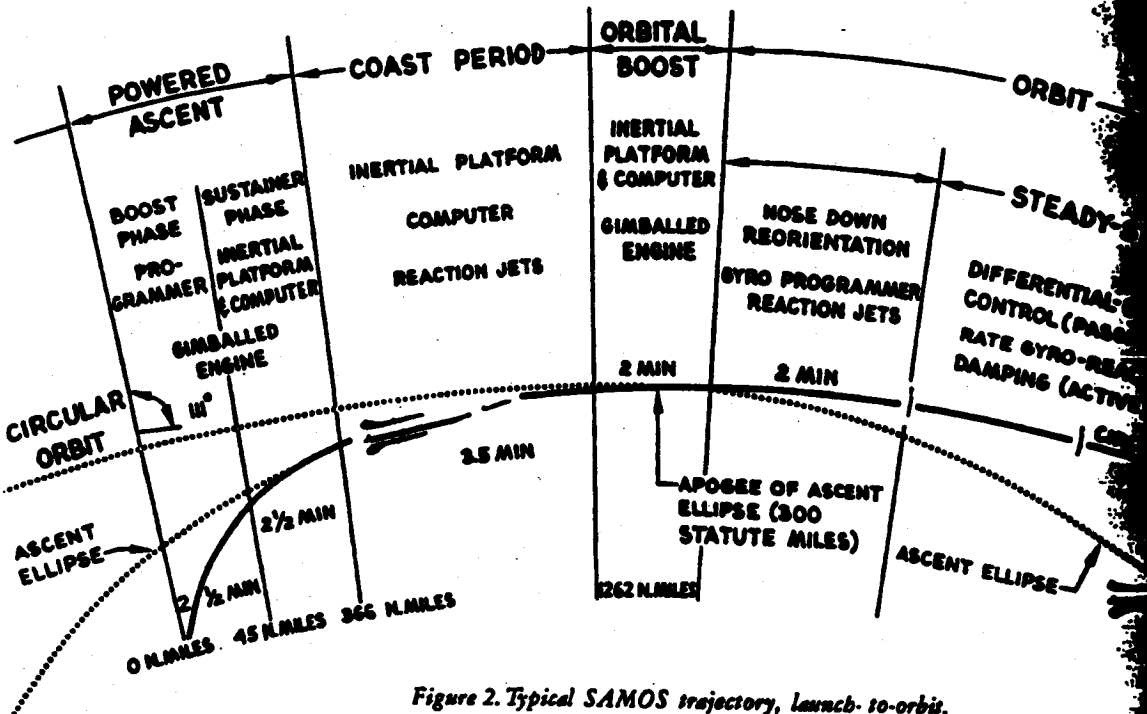 POWERED
ASCENT
COAST PERIOD
ORBITAL
BOOST
ORBIT
BOOST
PHASE
PRO-
GRAMMER
SUSTAINER
PHASE
INERTIAL
PLATFORM
& COMPUTER
GIMBALLED
ENGINE
INERTIAL PLATFORM
COMPUTER
REACTION JETS
INERTIAL
PLATFORM
& COMPUTER
GIMBALLED
ENGINE
NOSE DOWN
REORIENTATION
GYRO PROGRAMMER
REACTION JETS
STEADY-
DIFFERENTIAL-
CONTROL
RATE GYRO-
DAMPING (ACTIVE
CIRCULAR
ORBIT
111°
2 MIN
2 MIN
3.5 MIN
2½ MIN
2½ MIN
APOGEE OF ASCENT
ELLIPSE (300
STATUTE MILES)
ASCENT
ELLIPSE
ASCENT ELLIPSE
0 N.MILES
45 N.MILES
366 N.MILES
1262 N.MILES
Figure 2. Typical SAMOS trajectory, launch-to-orbit.